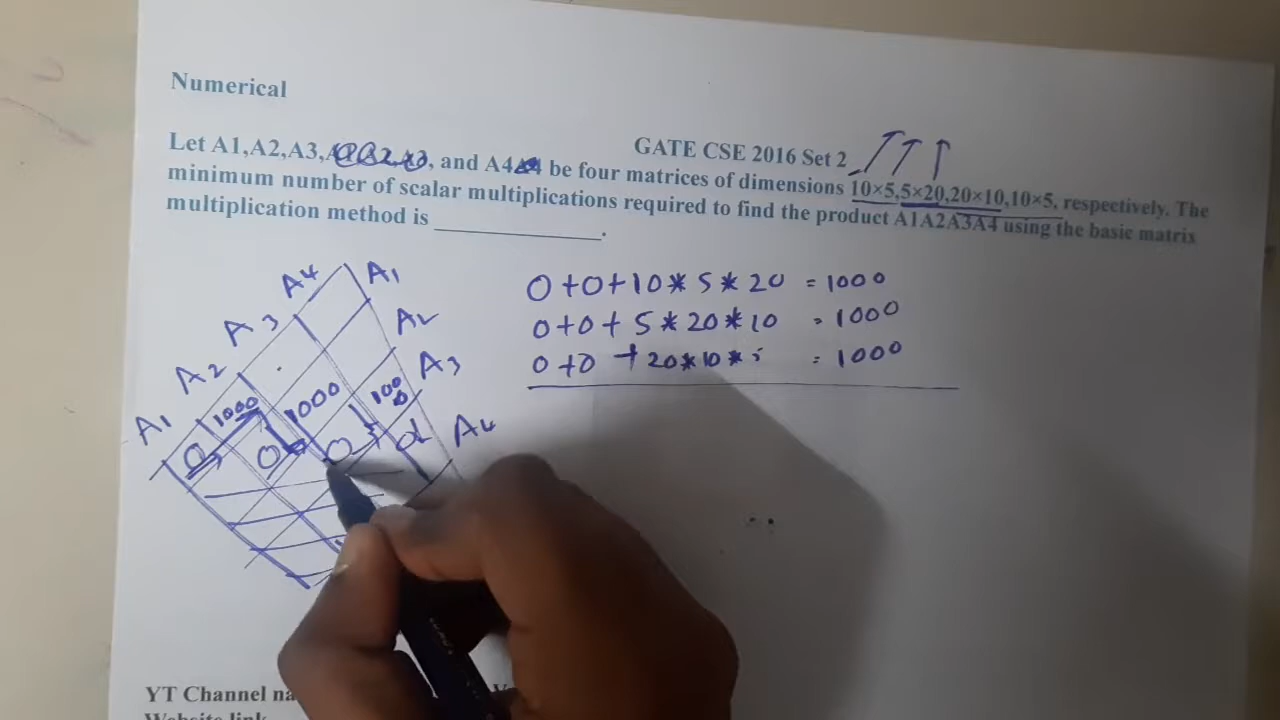 Numerical
GATE CSE 2016 Set 2
Let A1,A2,A3, and A4 be four matrices of dimensions 10×5,5×20,20×10,10×5, respectively. The
minimum number of scalar multiplications required to find the product A1A2A3A4 using the basic matrix
multiplication method is ____________.
A4 A1
A3 A2
A2 A3
A1 A4
1000 1000 1000
0 0 0 0
0+0+10*5*20 = 1000
0+0+5*20*10 = 1000
0+0+20*10*5 = 1000
YT Channel na
Website link